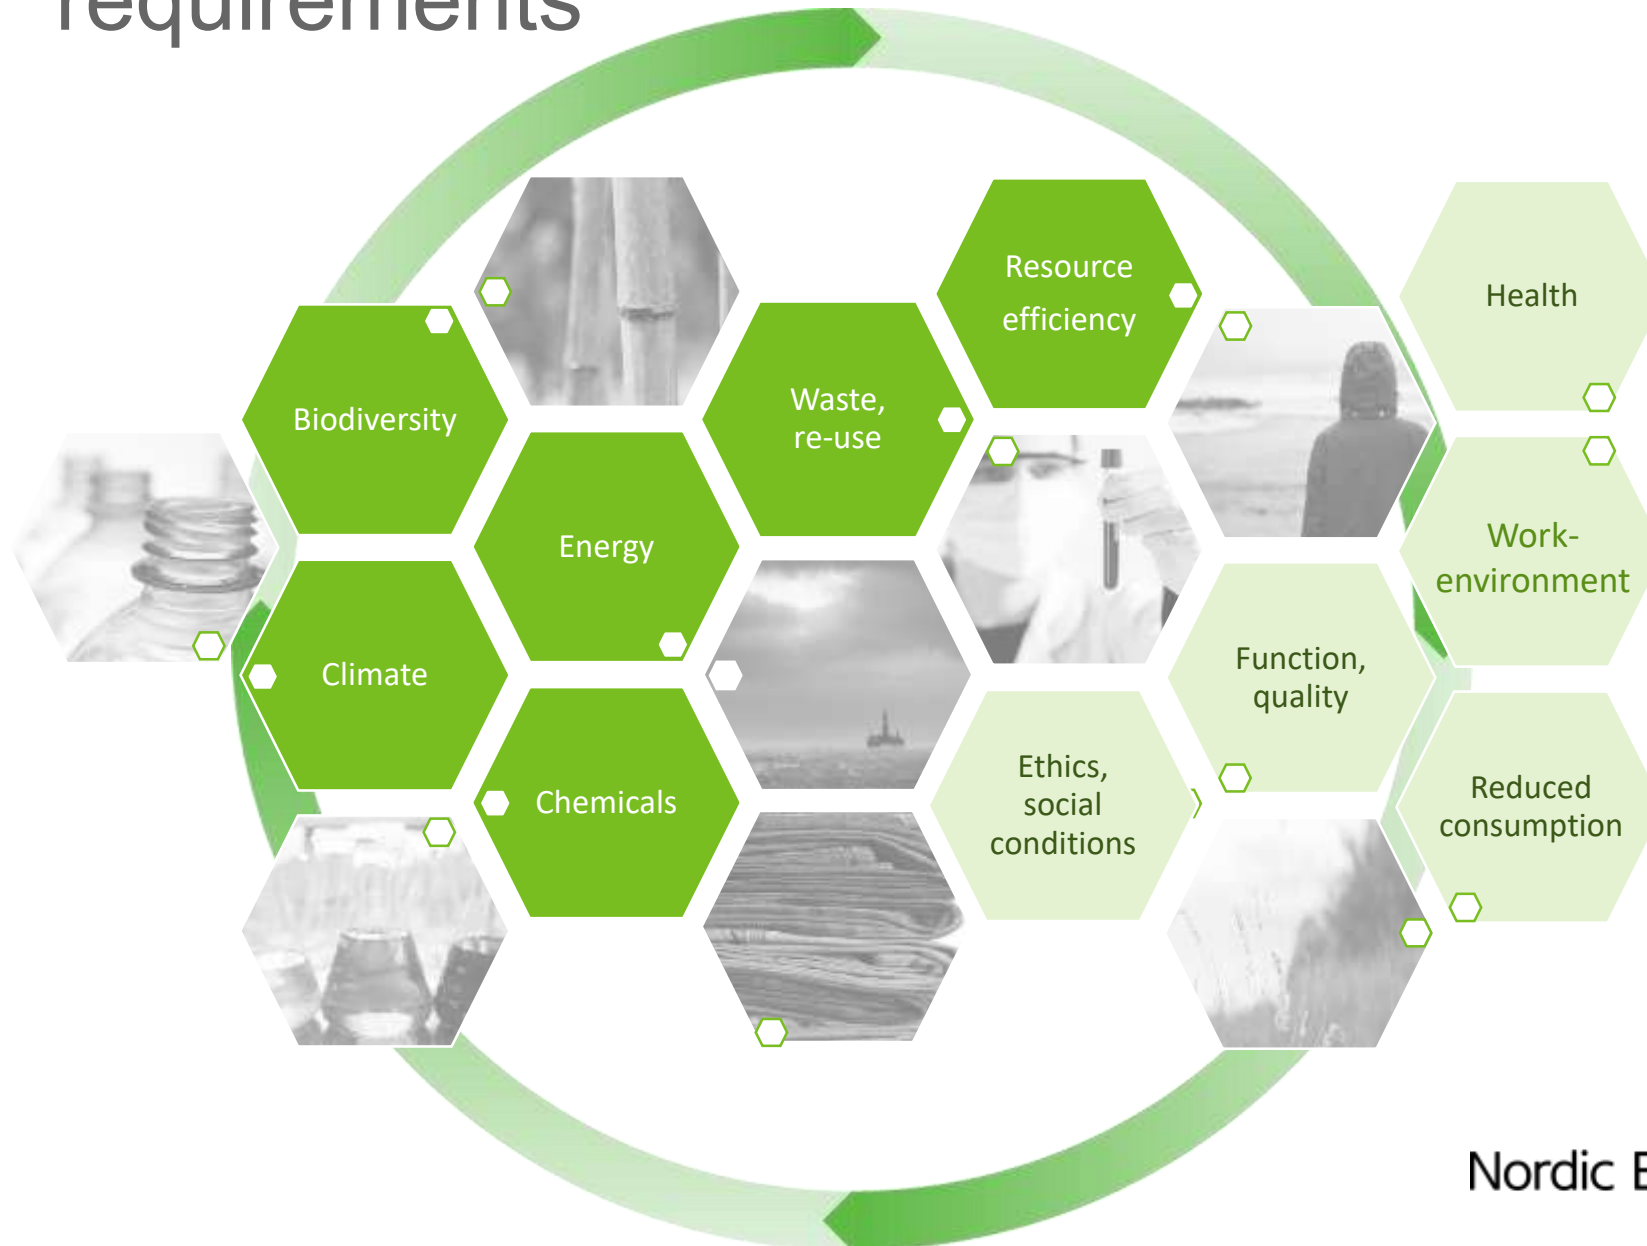 requirements
Resource
efficiency
Health
Biodiversity
Waste,
re-use
Energy
Work-
environment
Climate
Function,
quality
Chemicals
Ethics,
social
conditions
Reduced
consumption
Nordic E